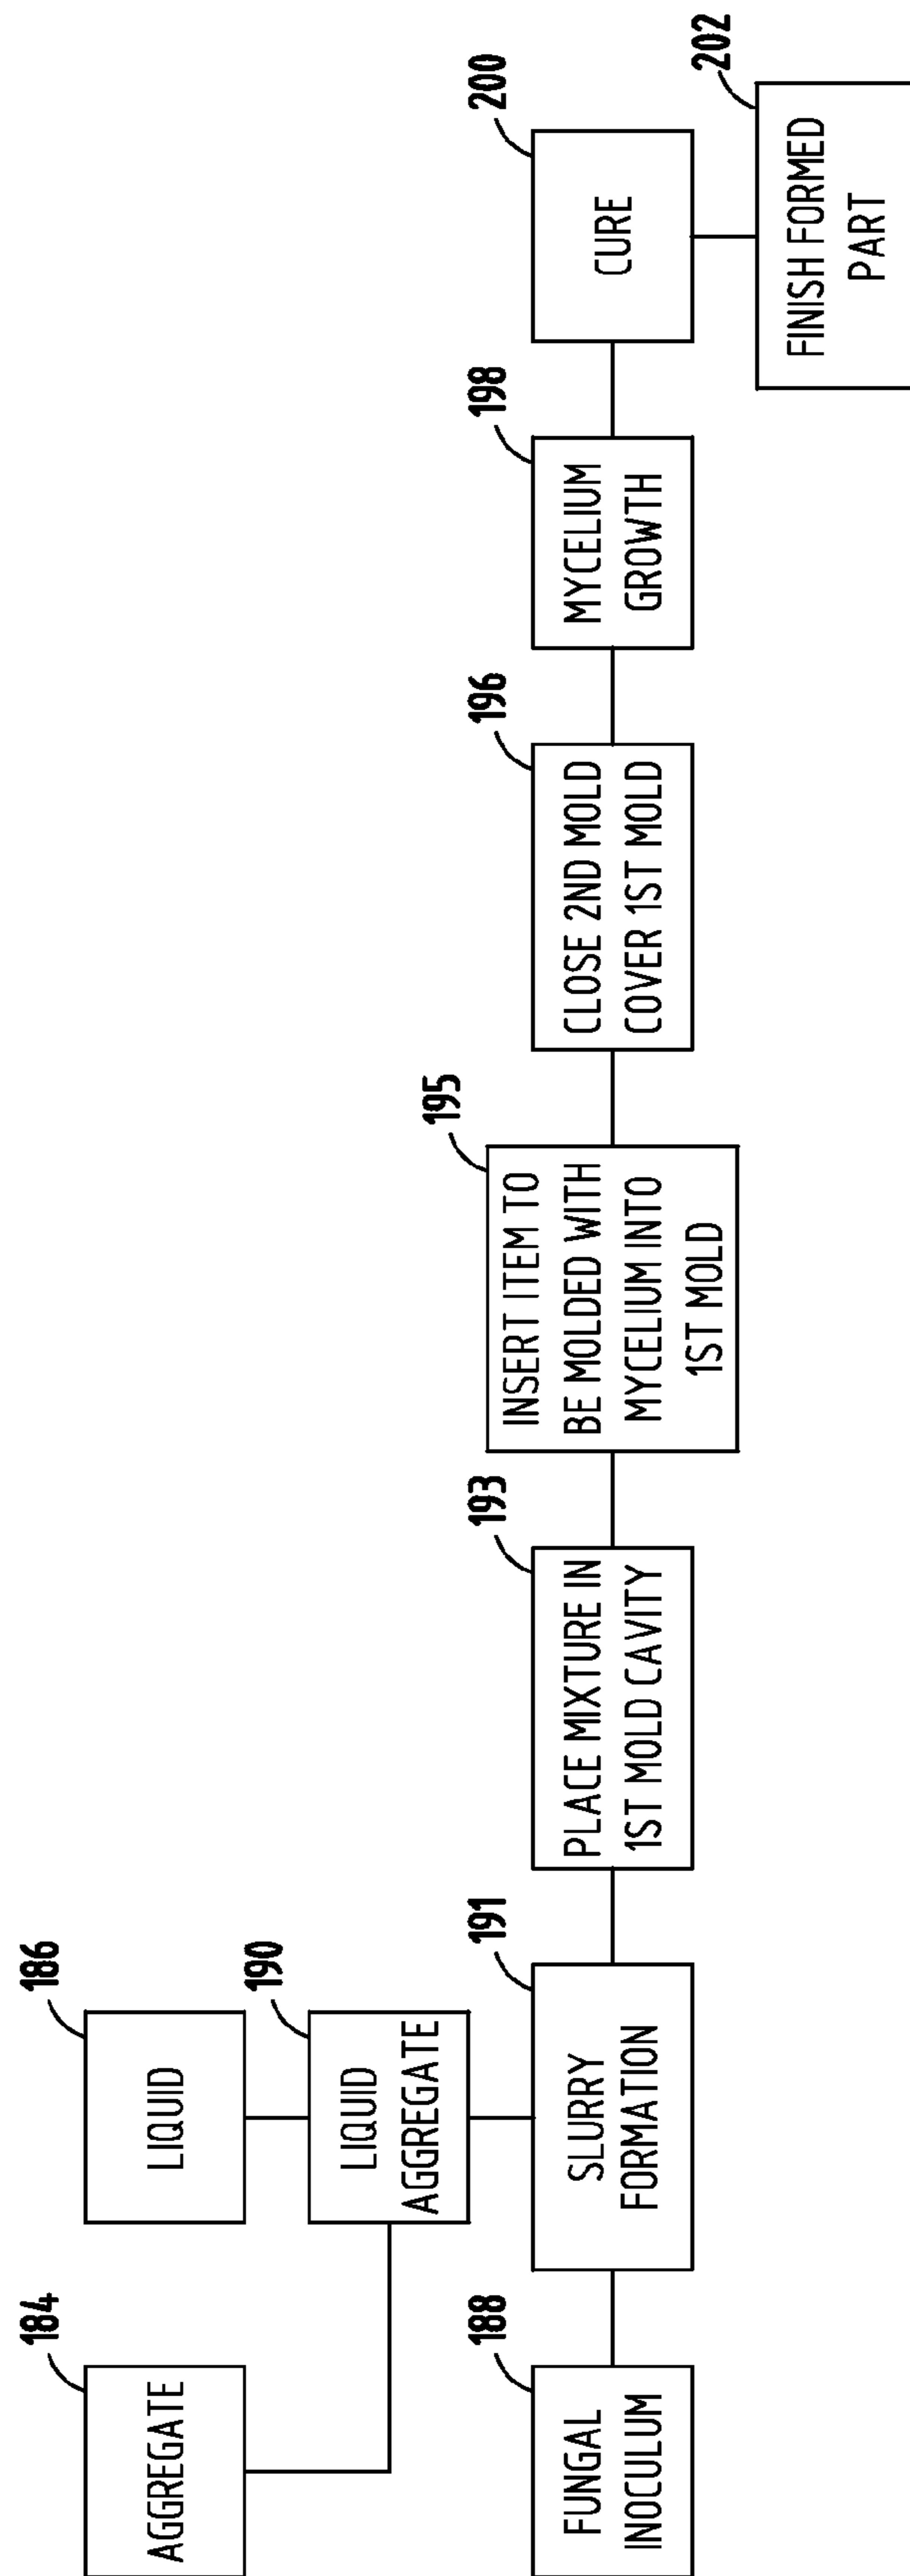 184
AGGREGATE
186
LIQUID
190
LIQUID
AGGREGATE
188
FUNGAL
INOCULUM
191
SLURRY
FORMATION
193
PLACE MIXTURE IN
1ST MOLD CAVITY
195
INSERT ITEM TO
BE MOLDED WITH
MYCELIUM INTO
1ST MOLD
196
CLOSE 2ND MOLD
COVER 1ST MOLD
198
MYCELIUM
GROWTH
200
CURE
202
FINISH FORMED
PART